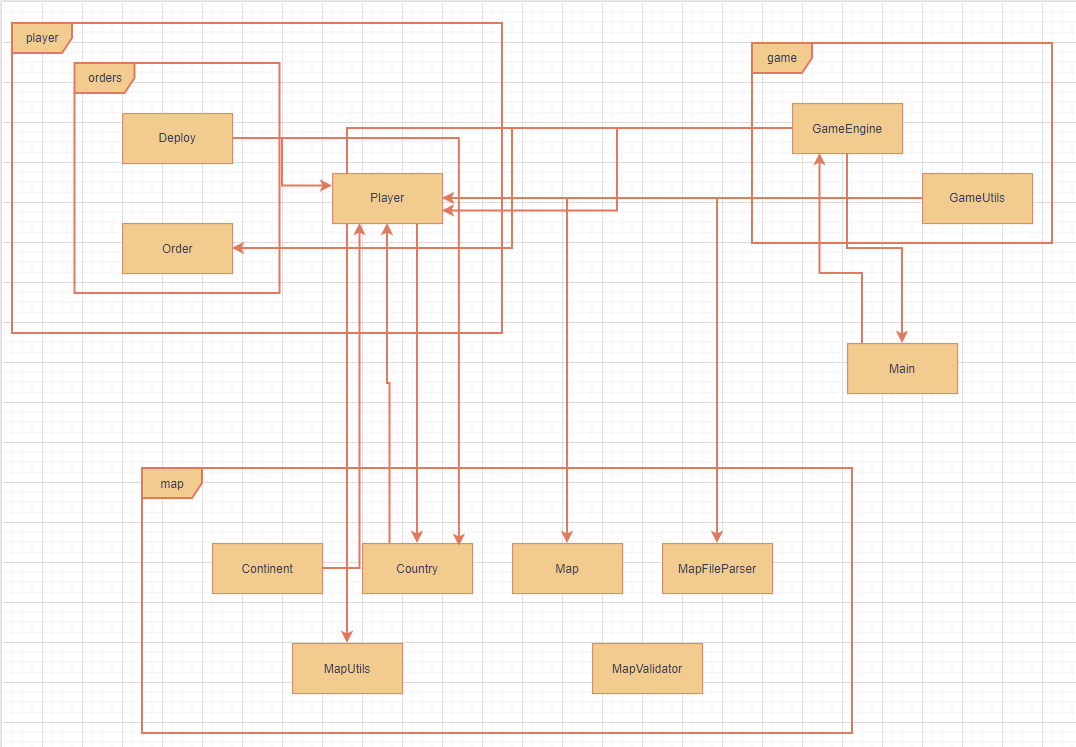 player
orders
Deploy
Player
Order
game
GameEngine
GameUtils
Main
map
Continent
Country
Map
MapFileParser
MapUtils
MapValidator